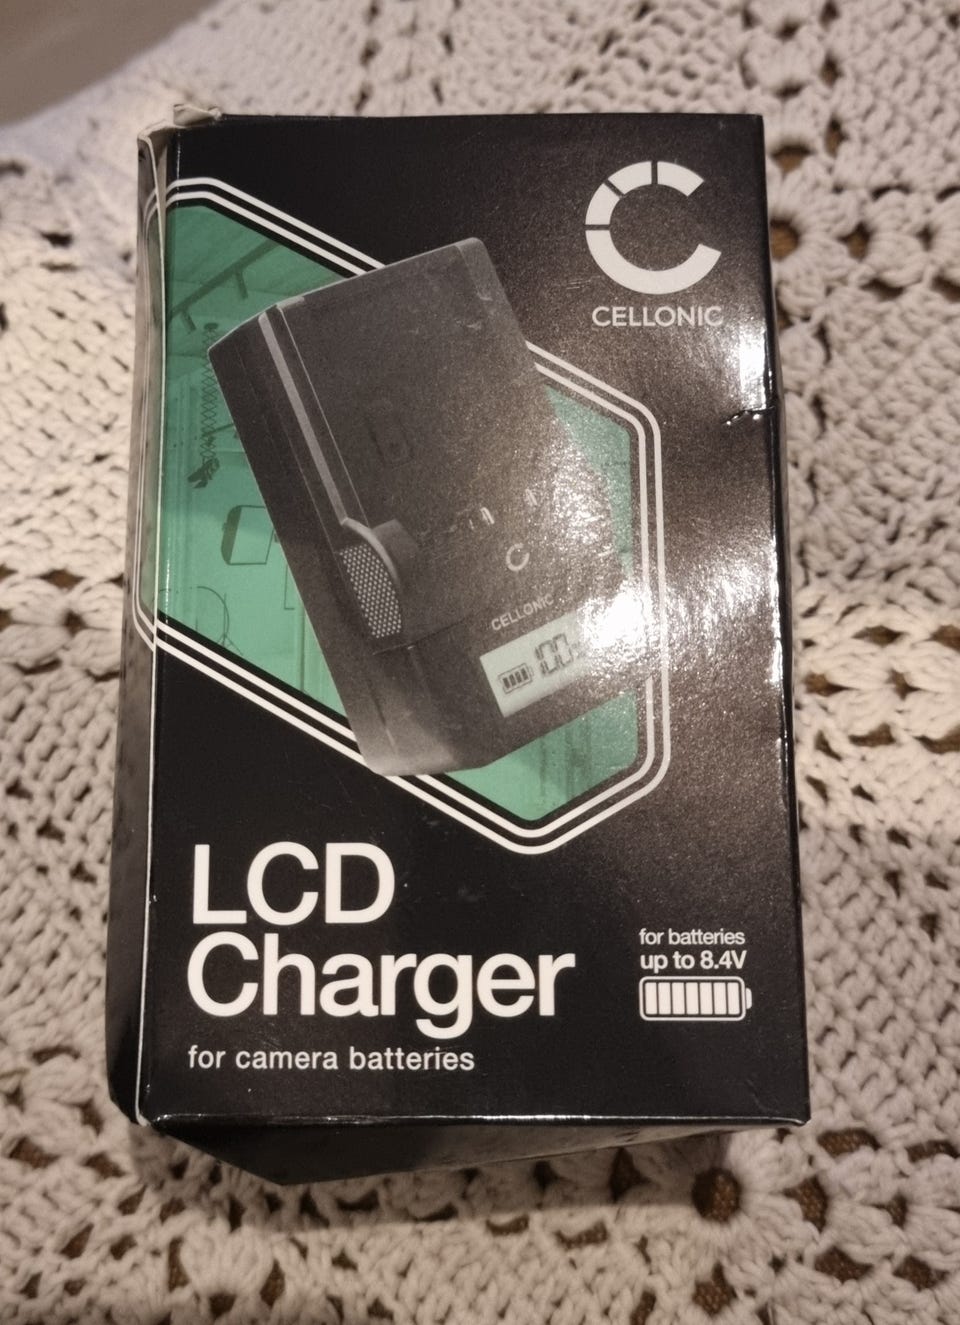 CELLONIC
CELLONIC
LCD
Charger
for camera batteries
for batteries
up to 8.4V